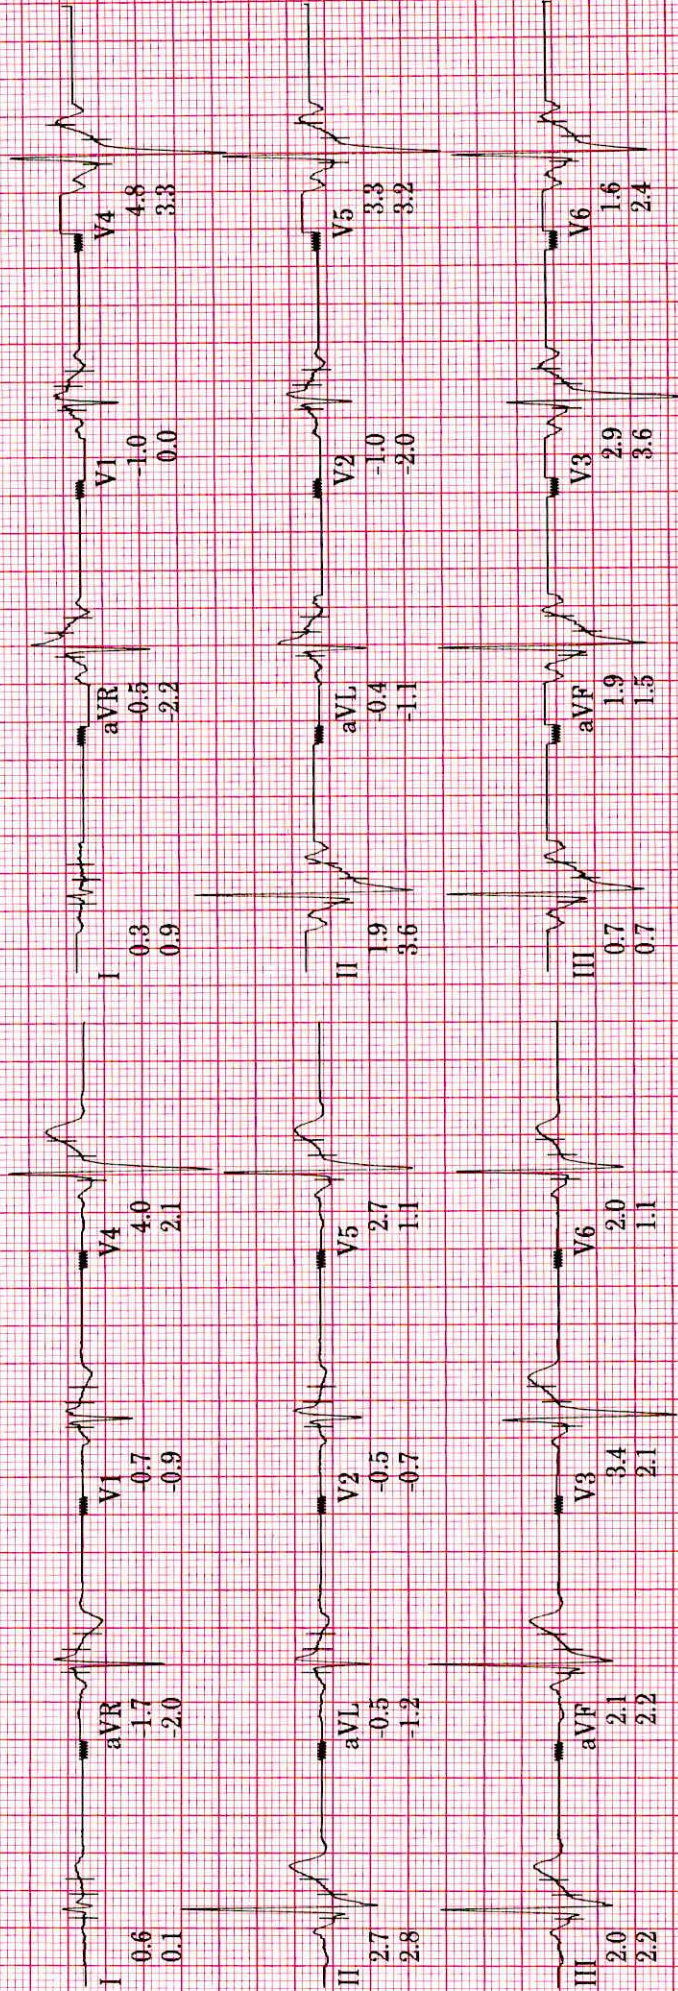 I
0.6
0.1
aVR
-1.7
-2.0
V1
-0.7
-0.9
V4
4.0
2.1
II
2.7
2.8
aVL
-0.5
-1.2
V2
-0.5
-0.7
V5
2.7
1.1
III
2.0
2.2
aVF
2.1
2.2
V3
3.4
2.1
V6
2.0
1.1
I
0.3
0.9
aVR
-0.5
-2.2
V1
-1.0
0.0
V4
4.8
3.3
II
1.9
3.6
aVL
-0.4
-1.1
V2
-1.0
-2.0
V5
3.3
3.2
III
0.7
0.7
aVF
1.9
1.5
V3
2.9
3.6
V6
1.6
2.4